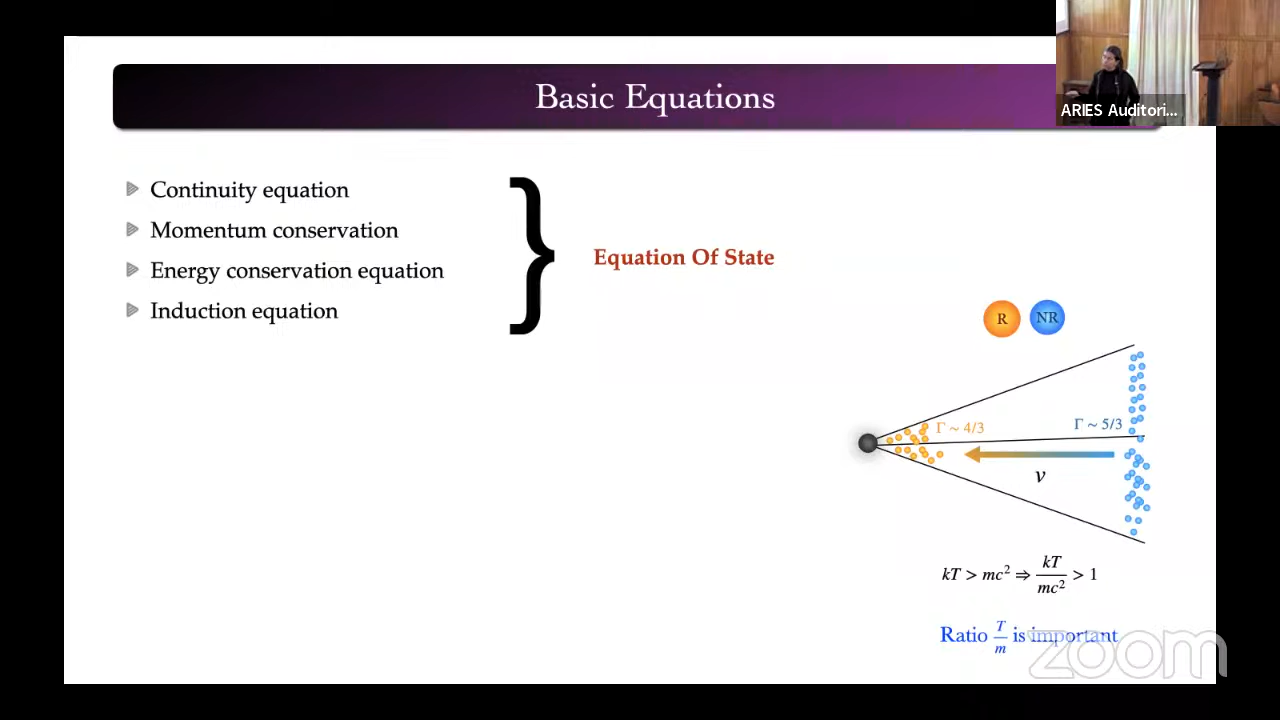 Basic Equations
ARIES Auditori...
Continuity equation
Momentum conservation
Energy conservation equation
Induction equation
}
Equation Of State
R NR
Γ ~ 4/3
Γ ~ 5/3
v
kT > mc² ⇒ kT/mc² > 1
Ratio T/m is important
zoom